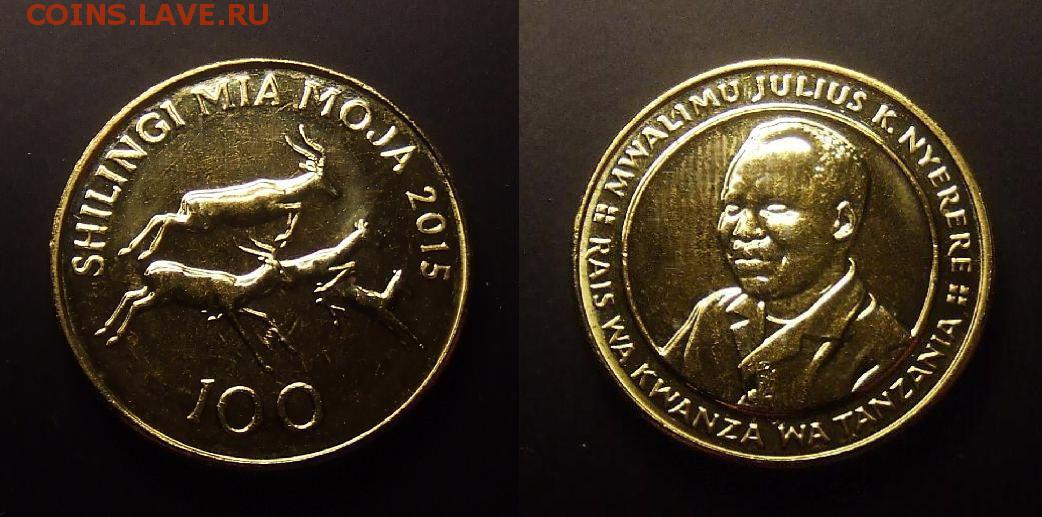 COINS.LAVE.RU
SHILINGI MIA MOJA 2015
100
MWALIMU JULIUS K. NYERERE
RAIS WA KWANZA WA TANZANIA